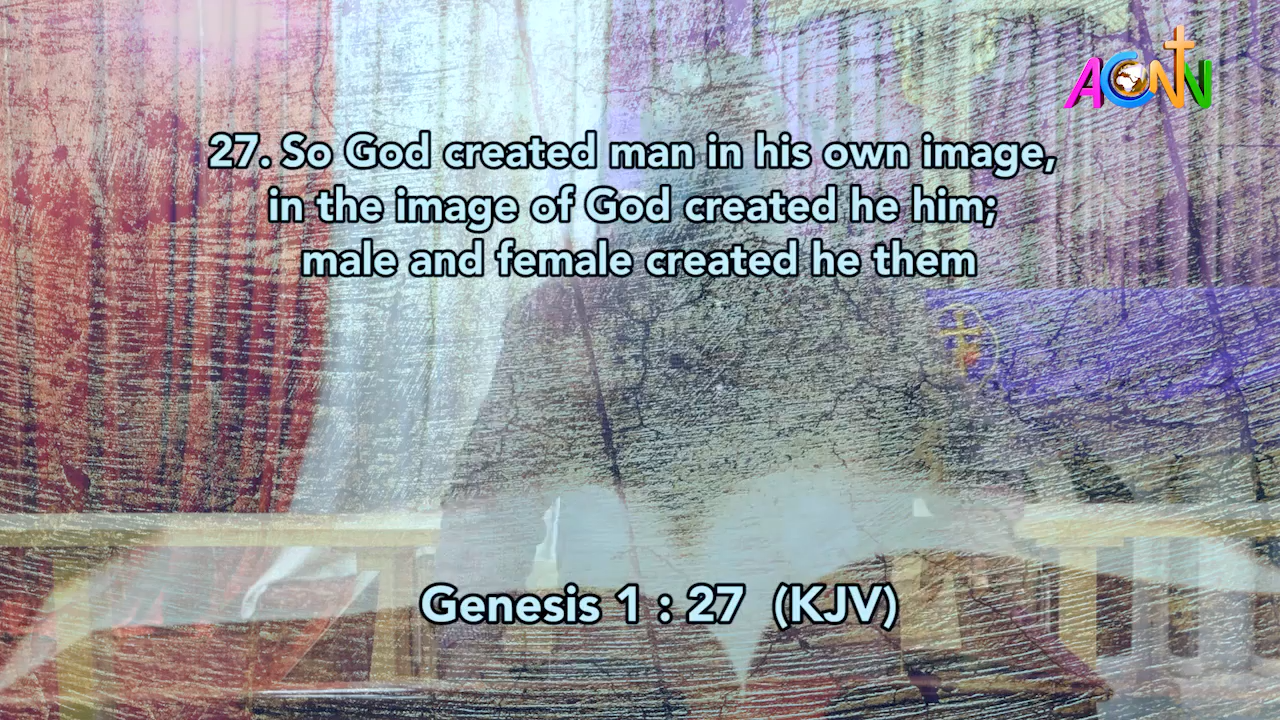 ACNN
27. So God created man in his own image,
in the image of God created he him;
male and female created he them
Genesis 1 : 27 (KJV)